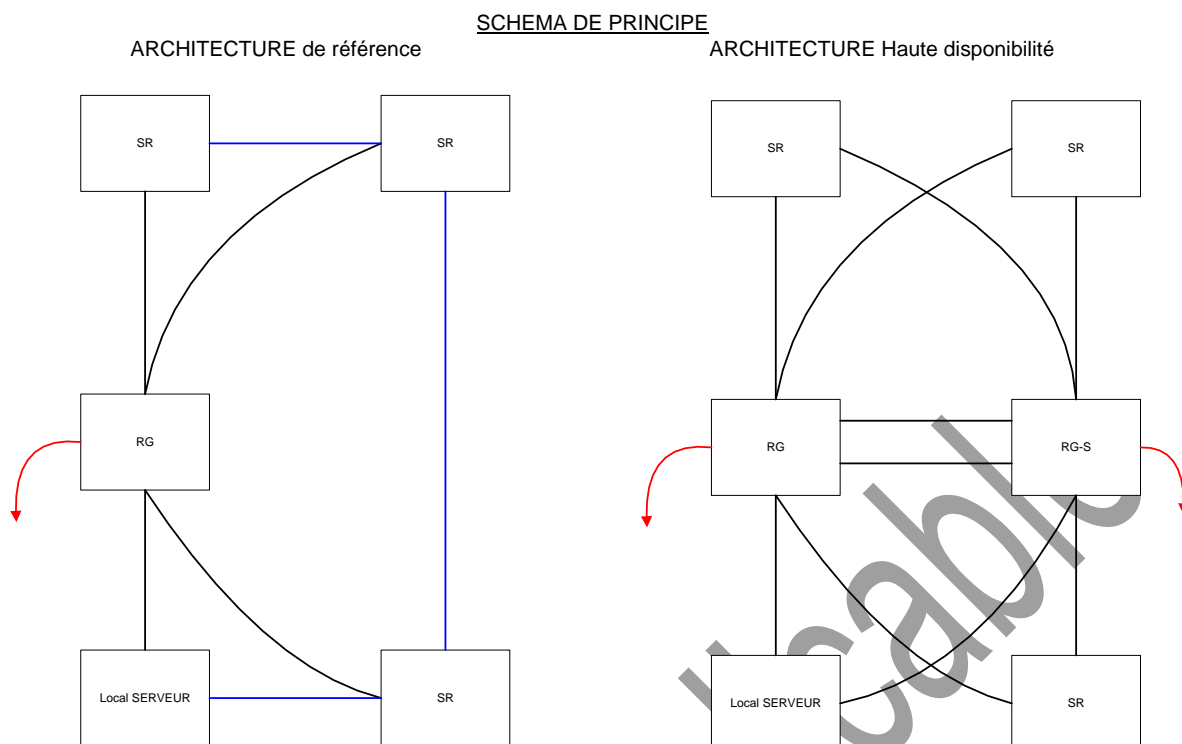 SCHEMA DE PRINCIPE
ARCHITECTURE de référence
ARCHITECTURE Haute disponibilité
SR
SR
SR
SR
RG
RG
RG-S
Local SERVEUR
SR
Local SERVEUR
SR